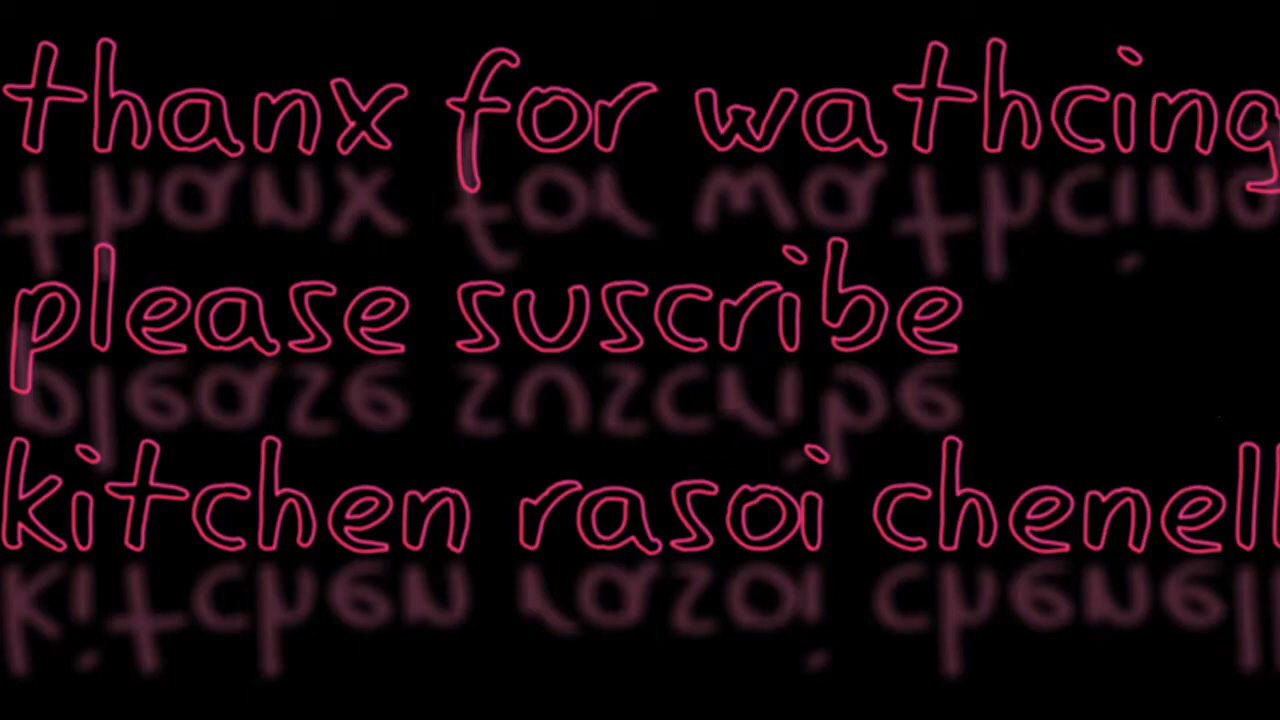 thanx for wathcing
please suscribe
kitchen rasoi chenell